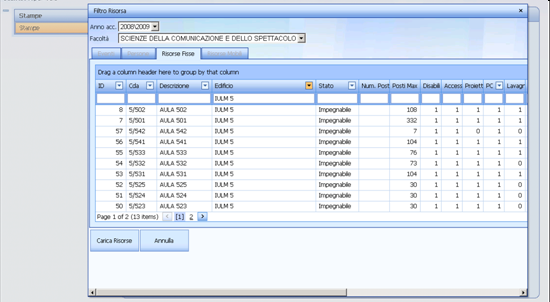 Filtro Risorsa
Stampe
Stampe
Anno acc. 2008\2009
Facoltà SCIENZE DELLA COMUNICAZIONE E DELLO SPETTACOLO
Risorse Fisse
Drag a column header here to group by that column
ID Cda Descrizione Edificio Stato Num. Post Posti Max Disabili Access Proiett PC Lavagr
IULM 5
8 5/502 AULA 502 IULM 5 Impegnabile 108 1 1 1 1 1
7 5/501 AULA 501 IULM 5 Impegnabile 332 1 1 1 1 1
57 5/542 AULA 542 IULM 5 Impegnabile 7 1 1 0 1 0
56 5/541 AULA 541 IULM 5 Impegnabile 104 1 1 1 1 1
55 5/533 AULA 533 IULM 5 Impegnabile 76 1 1 1 1 1
54 5/532 AULA 532 IULM 5 Impegnabile 73 1 1 1 1 0
53 5/531 AULA 531 IULM 5 Impegnabile 104 1 1 1 1 1
52 5/525 AULA 525 IULM 5 Impegnabile 30 1 1 1 1 0
51 5/524 AULA 524 IULM 5 Impegnabile 30 1 1 1 1 0
50 5/523 AULA 523 IULM 5 Impegnabile 30 1 1 1 1 0
Page 1 of 2 (13 items) [1] 2
Carica Risorse Annulla